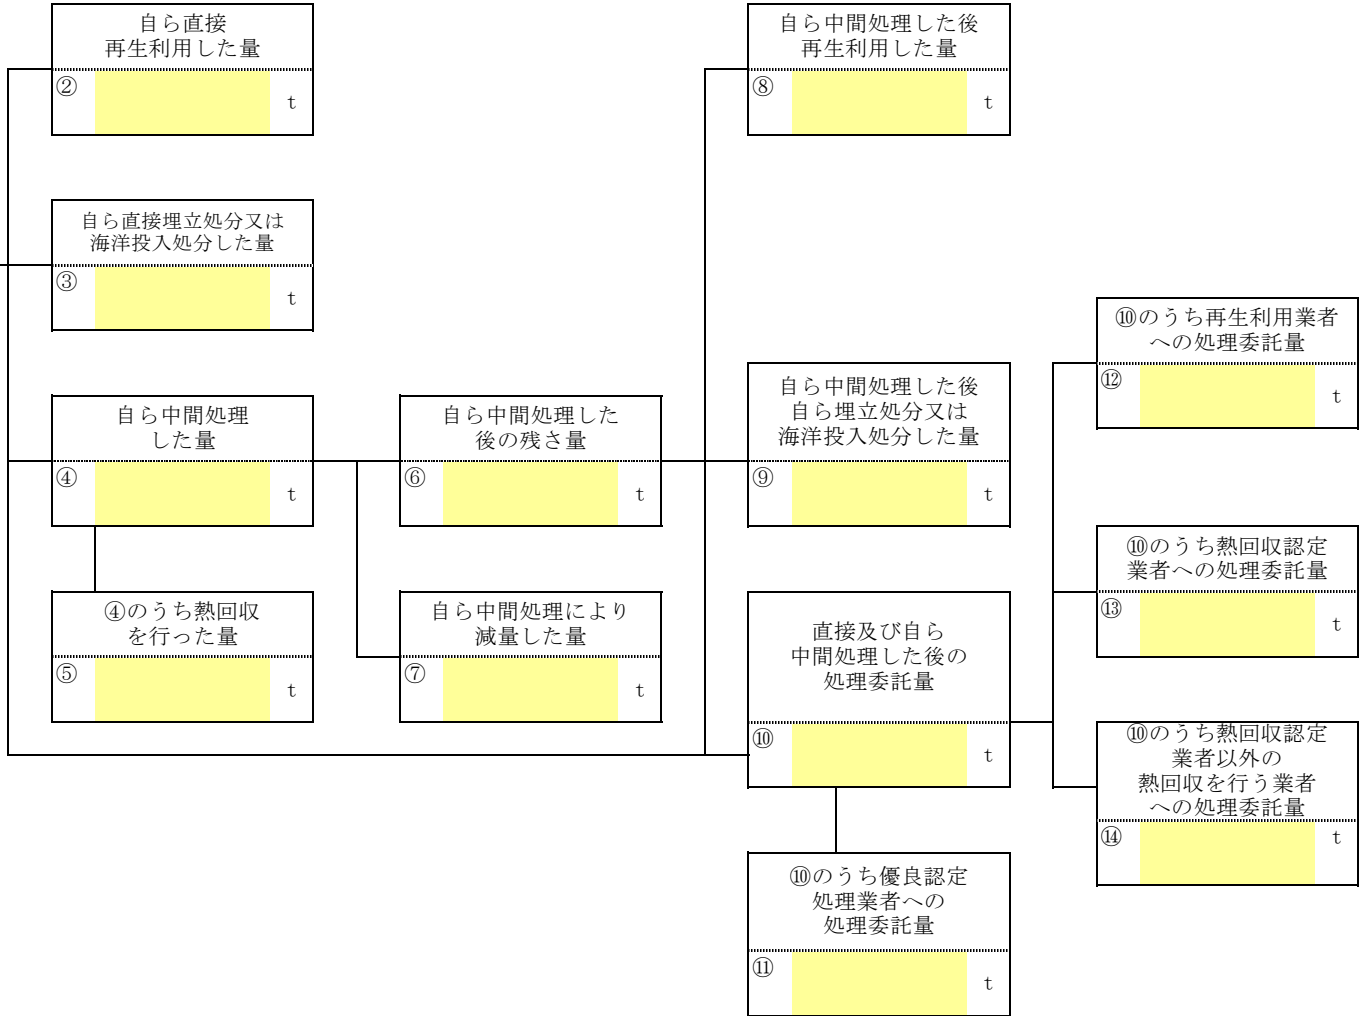 自ら直接
再生利用した量
②
t
自ら中間処理した後
再生利用した量
⑧
t
自ら直接埋立処分又は
海洋投入処分した量
③
t
⑩のうち再生利用業者
への処理委託量
⑫
t
自ら中間処理
した量
④
t
自ら中間処理した
後の残さ量
⑥
t
自ら中間処理した後
自ら埋立処分又は
海洋投入処分した量
⑨
t
⑩のうち熱回収認定
業者への処理委託量
⑬
t
④のうち熱回収
を行った量
⑤
t
自ら中間処理により
減量した量
⑦
t
直接及び自ら
中間処理した後の
処理委託量
⑩
t
⑩のうち熱回収認定
業者以外の
熱回収を行う業者
への処理委託量
⑭
t
⑩のうち優良認定
処理業者への
処理委託量
⑪
t